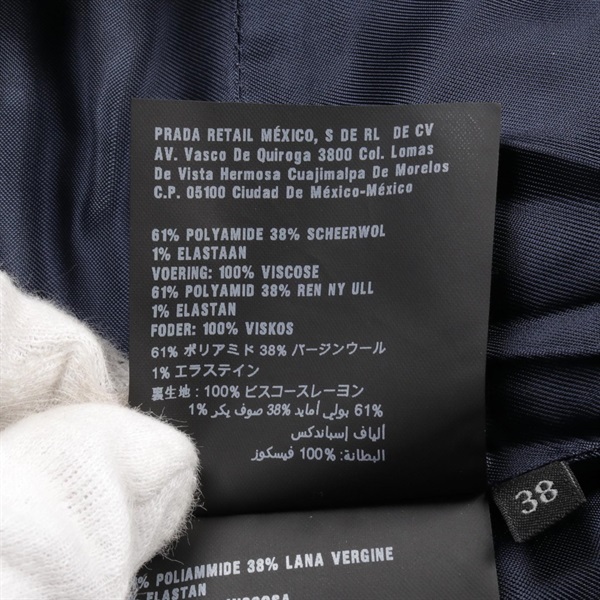 PRADA RETAIL MÉXICO, S DE RL DE CV
AV. Vasco De Quiroga 3800 Col. Lomas
De Vista Hermosa Cuajimalpa De Morelos
C.P. 05100 Ciudad De México-México
61% POLYAMIDE 38% SCHEERWOL
1% ELASTAAN
VOERING: 100% VISCOSE
61% POLYAMID 38% REN NY ULL
1% ELASTAN
FODER: 100% VISKOS
61% ポリアミド 38% バージンウール
1% エラステイン
裏生地 : 100% ビスコースレーヨン
61% بولي أمايد 38% صوف بكر 1%
ألياف إسباندكس
البطانة: 100% فيسكوز
38
% POLIAMMIDE 38% LANA VERGINE